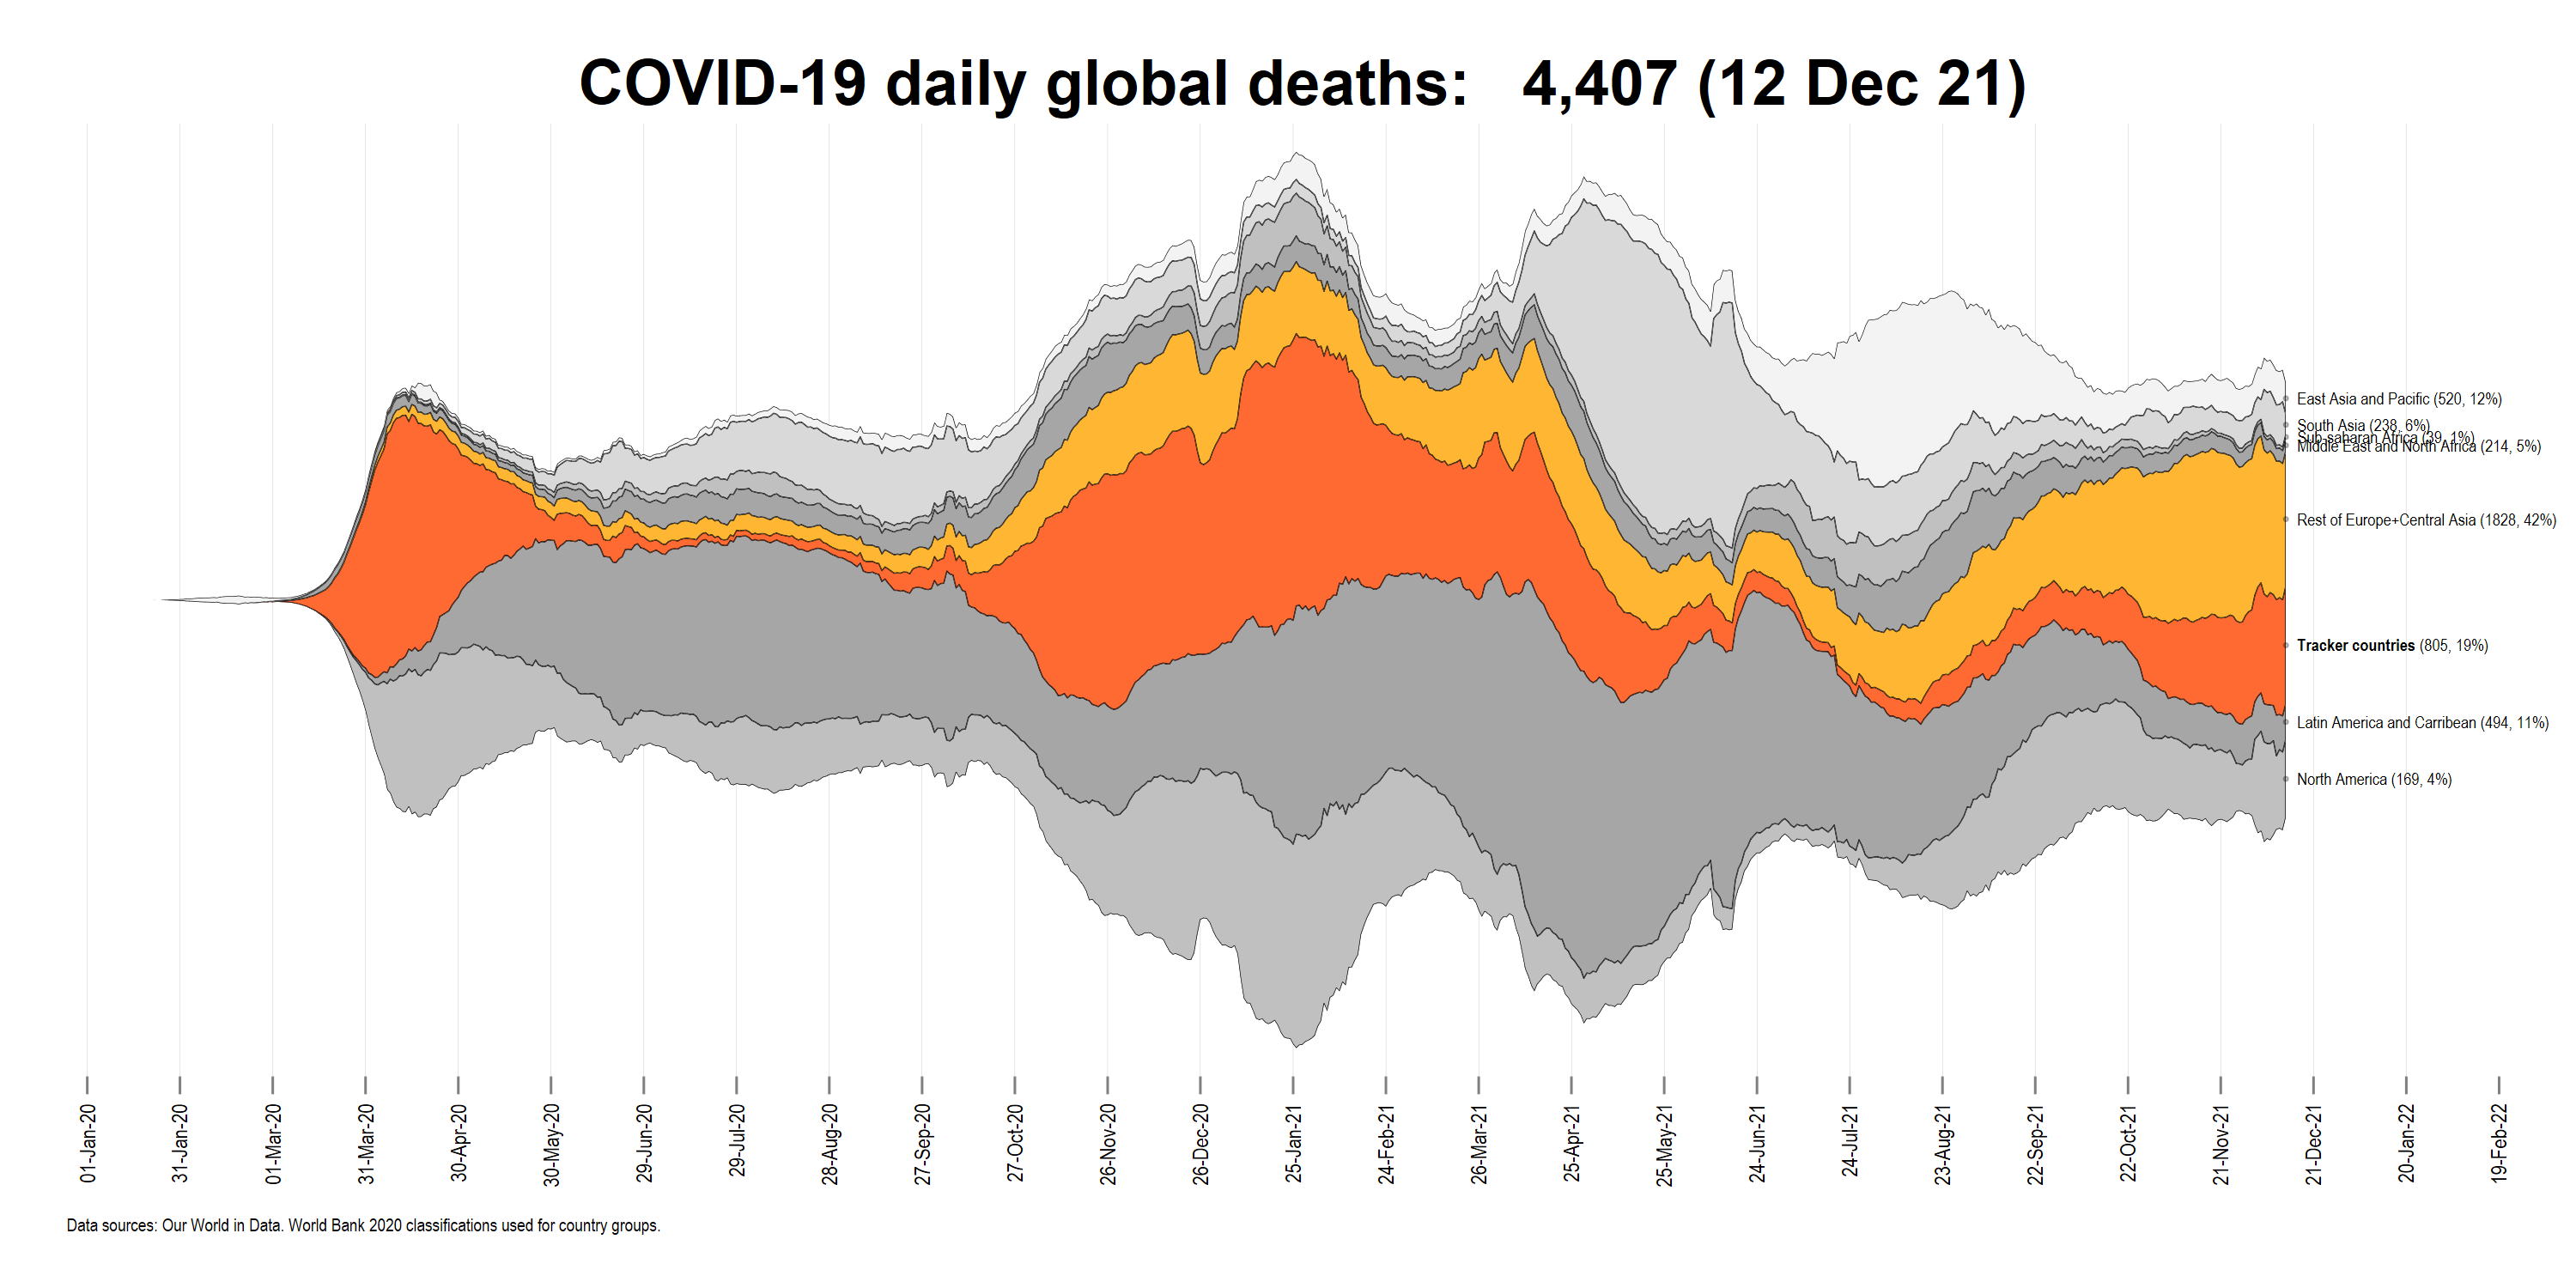 COVID-19 daily global deaths: 4,407 (12 Dec 21)
East Asia and Pacific (520, 12%)
South Asia (238, 6%)
Sub-saharan Africa (39, 1%)
Middle East and North Africa (214, 5%)
Rest of Europe+Central Asia (1828, 42%)
Tracker countries (805, 19%)
Latin America and Carribean (494, 11%)
North America (169, 4%)
01-Jan-20
31-Jan-20
01-Mar-20
31-Mar-20
30-Apr-20
30-May-20
29-Jun-20
29-Jul-20
28-Aug-20
27-Sep-20
27-Oct-20
26-Nov-20
26-Dec-20
25-Jan-21
24-Feb-21
26-Mar-21
25-Apr-21
25-May-21
24-Jun-21
24-Jul-21
23-Aug-21
22-Sep-21
22-Oct-21
21-Nov-21
21-Dec-21
20-Jan-22
19-Feb-22
Data sources: Our World in Data. World Bank 2020 classifications used for country groups.